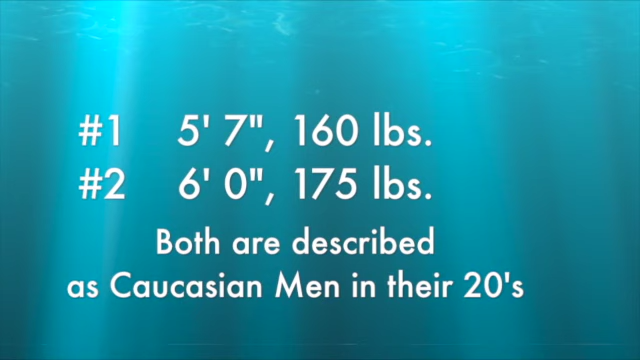 #1 5' 7", 160 lbs.
#2 6' 0", 175 lbs.
Both are described
as Caucasian Men in their 20's